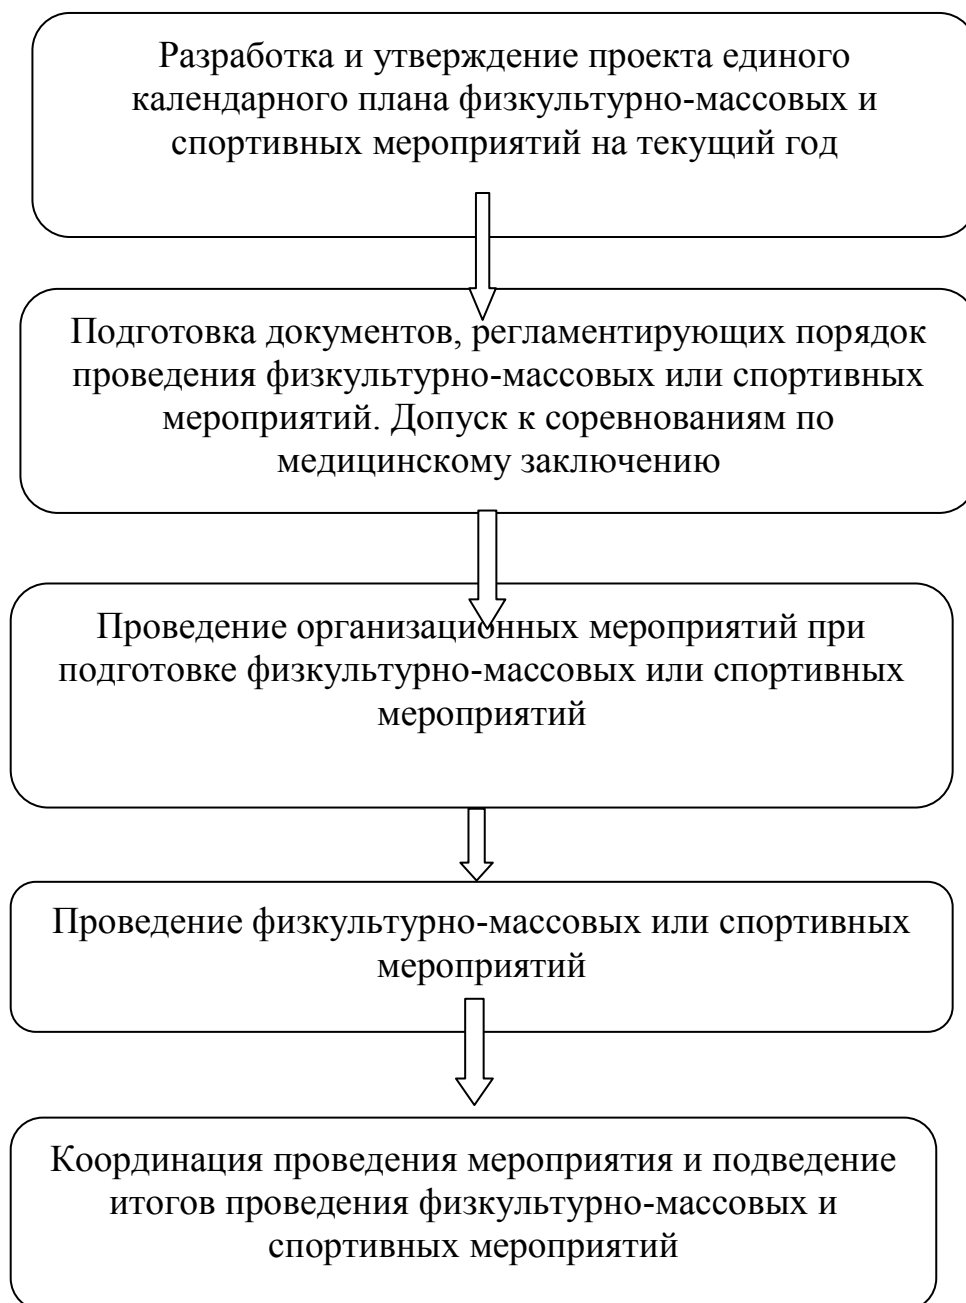 Разработка и утверждение проекта единого
календарного плана физкультурно-массовых и
спортивных мероприятий на текущий год
Подготовка документов, регламентирующих порядок
проведения физкультурно-массовых или спортивных
мероприятий. Допуск к соревнованиям по
медицинскому заключению
Проведение организационных мероприятий при
подготовке физкультурно-массовых или спортивных
мероприятий
Проведение физкультурно-массовых или спортивных
мероприятий
Координация проведения мероприятия и подведение
итогов проведения физкультурно-массовых и
спортивных мероприятий